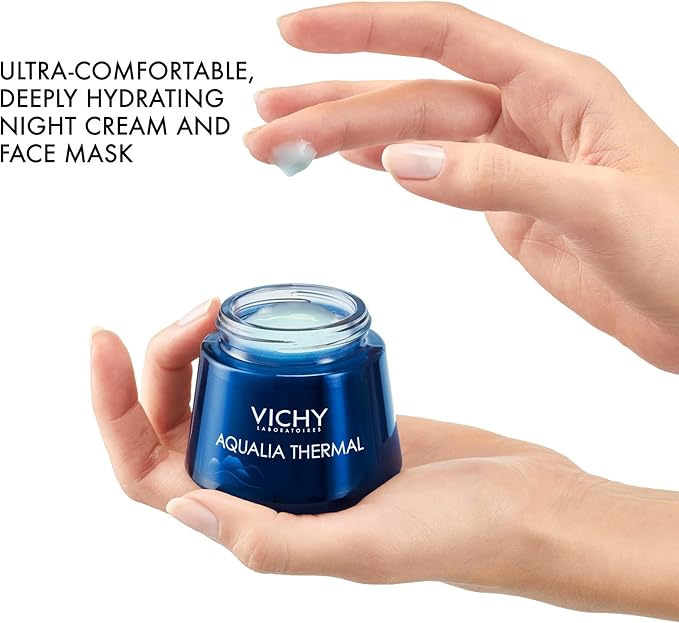 ULTRA-COMFORTABLE,
DEEPLY HYDRATING
NIGHT CREAM AND
FACE MASK
VICHY
LABORATOIRES
AQUALIA THERMAL